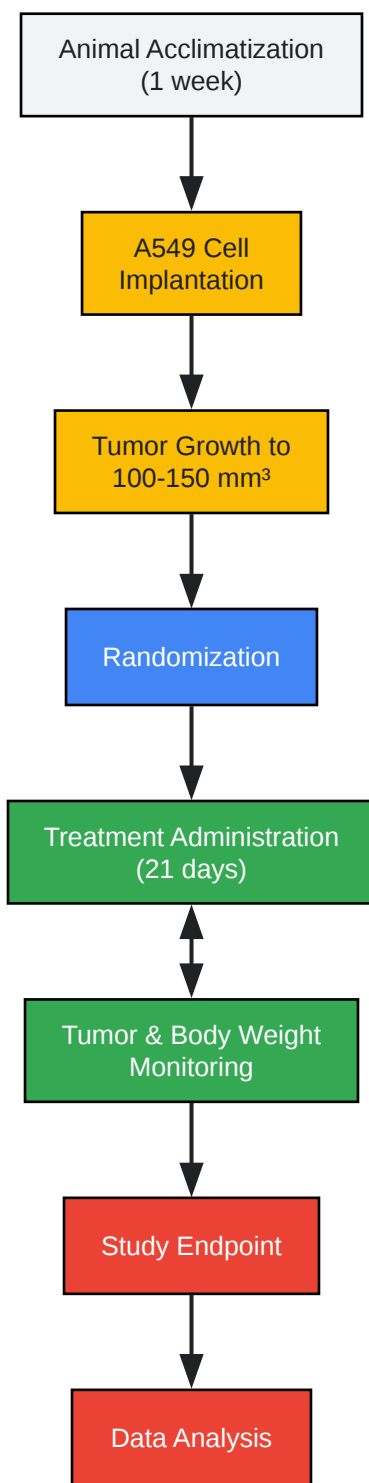 Animal Acclimatization
(1 week)
A549 Cell
Implantation
Tumor Growth to
100-150 mm³
Randomization
Treatment Administration
(21 days)
Tumor & Body Weight
Monitoring
Study Endpoint
Data Analysis